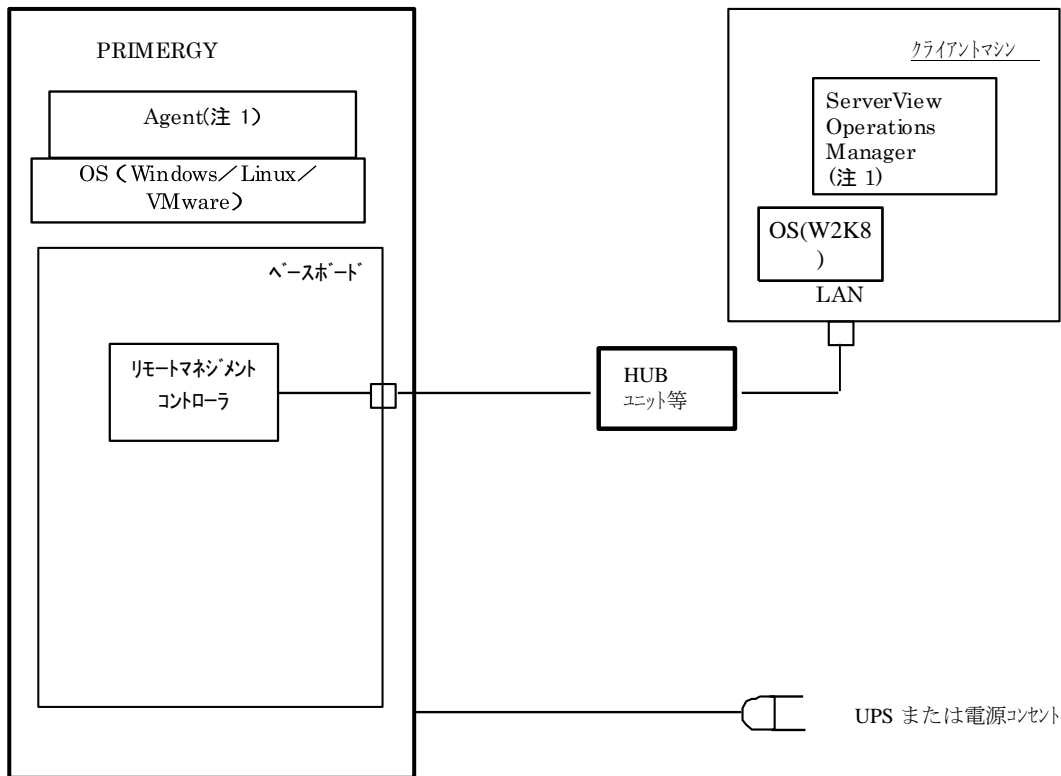 PRIMERGY
Agent(注 1)
OS（Windows／Linux／
VMware）
ベースボード
リモートマネジメント
コントローラ
HUB
ユニット等
クライアントマシン
ServerView
Operations
Manager
(注 1)
OS(W2K8
)
LAN
UPS または電源コンセント